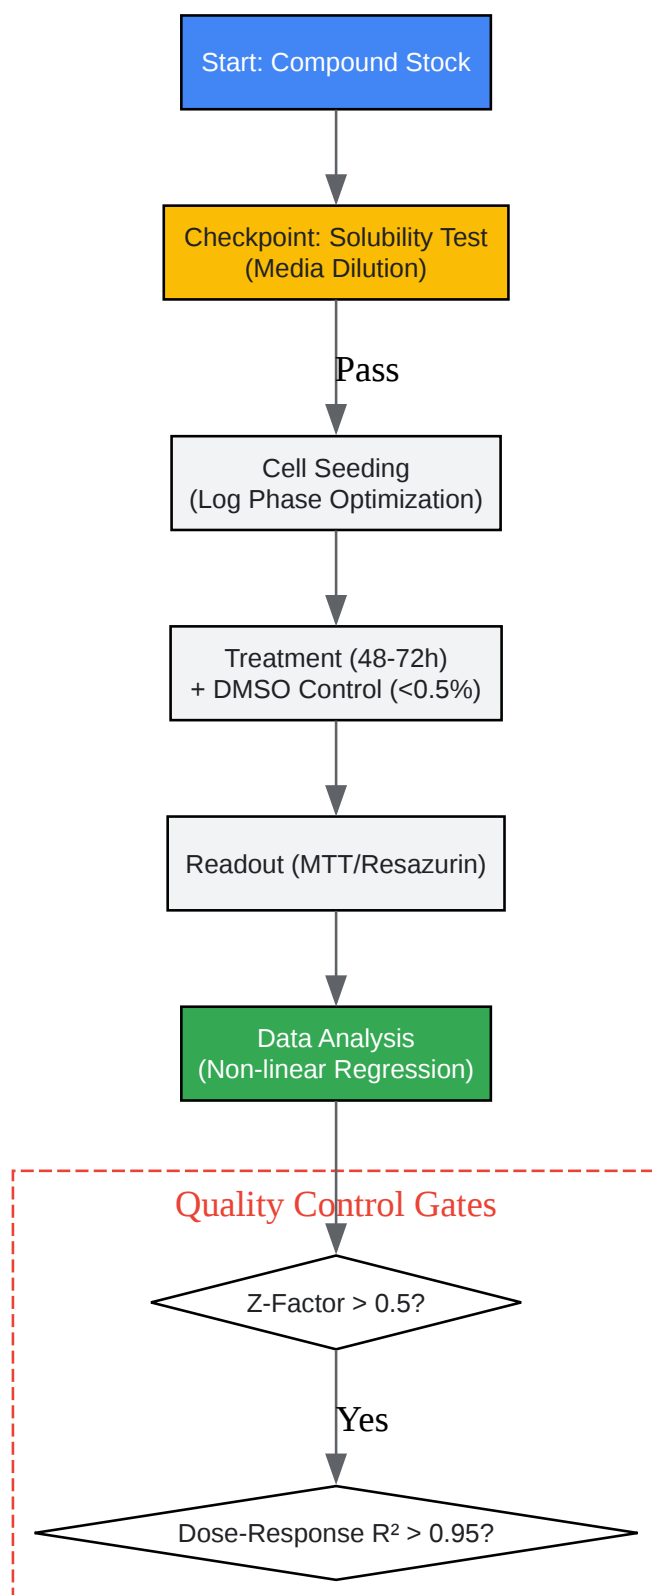 Start: Compound Stock
Checkpoint: Solubility Test
(Media Dilution)
Pass
Cell Seeding
(Log Phase Optimization)
Treatment (48-72h)
+ DMSO Control (<0.5%)
Readout (MTT/Resazurin)
Data Analysis
(Non-linear Regression)
Quality Control Gates
Z-Factor > 0.5?
Yes
Dose-Response R² > 0.95?